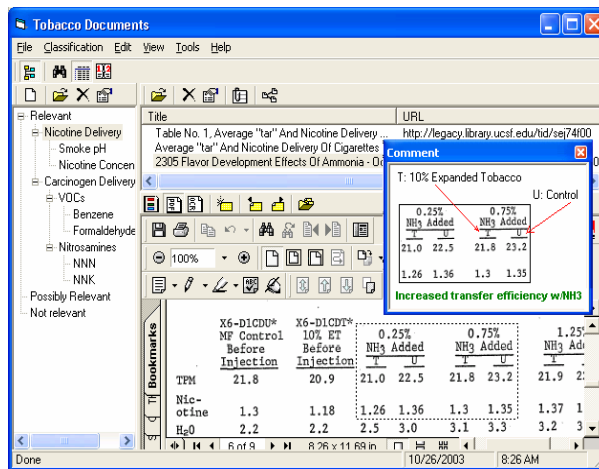 Tobacco Documents
File Classification Edit View Tools Help
Relevant
Nicotine Delivery
Smoke pH
Nicotine Concen
Carcinogen Delivery
VOCs
Benzene
Formaldehyde
Nitrosamines
NNN
NNK
Possibly Relevant
Not relevant
Title URL
Table No. 1, Average "tar" And Nicotine Delivery ... http://legacy.library.ucsf.edu/tid/sej74f00
Average "tar" And Nicotine Delivery Of Cigarettes
2305 Flavor Development Effects Of Ammonia - Oc
Comment
T: 10% Expanded Tobacco
U: Control
0.25% 0.75%
NH3 Added NH3 Added
T U T U
21.0 22.5 21.8 23.2
1.26 1.36 1.3 1.35
Increased transfer efficiency w/NH3
100%
Bookmarks
X6-D1CDU* X6-D1CDT*
MF Control 10% ET 0.25% 0.75% 1.25%
Before Before NH3 Added NH3 Added NH3 Add
Injection Injection T U T U T
TPM 21.8 20.9 21.0 22.5 21.8 23.2 21.9
Nic-
otine 1.3 1.18 1.26 1.36 1.3 1.35 1.37 1
H2O 2.2 2.2 2.5 3.0 3.1 3.3 3.2
6 of 9 8.26 x 11.69 in
Done 10/26/2003 8:26 AM